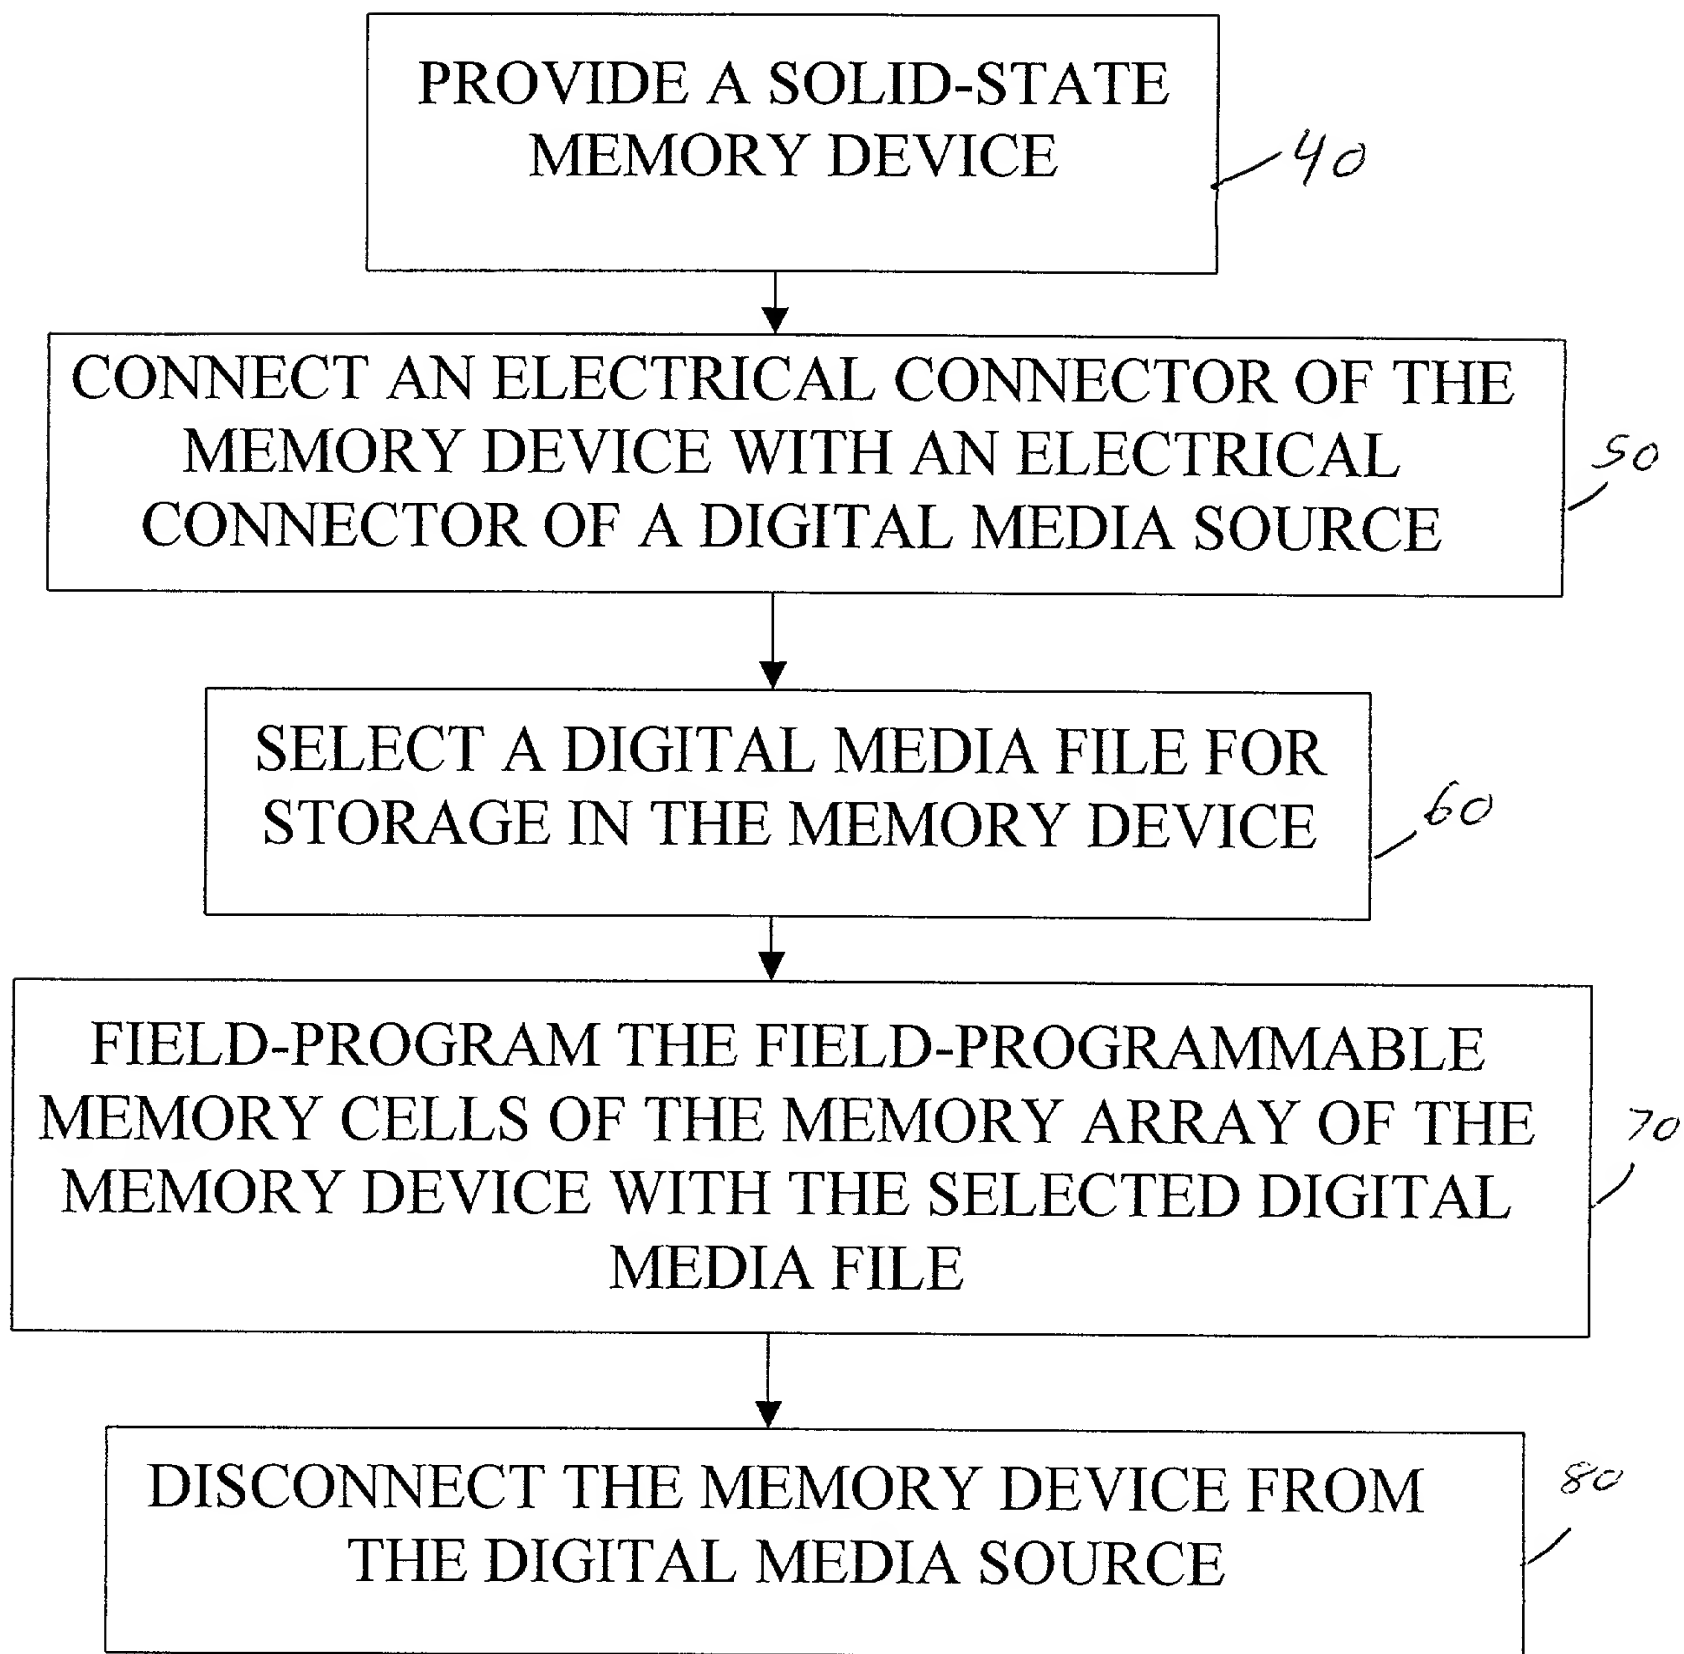 PROVIDE A SOLID-STATE
MEMORY DEVICE
40
CONNECT AN ELECTRICAL CONNECTOR OF THE
MEMORY DEVICE WITH AN ELECTRICAL
CONNECTOR OF A DIGITAL MEDIA SOURCE
50
SELECT A DIGITAL MEDIA FILE FOR
STORAGE IN THE MEMORY DEVICE
60
FIELD-PROGRAM THE FIELD-PROGRAMMABLE
MEMORY CELLS OF THE MEMORY ARRAY OF THE
MEMORY DEVICE WITH THE SELECTED DIGITAL
MEDIA FILE
70
DISCONNECT THE MEMORY DEVICE FROM
THE DIGITAL MEDIA SOURCE
80